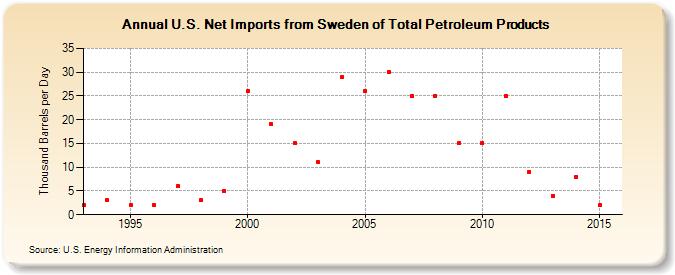 Annual U.S. Net Imports from Sweden of Total Petroleum Products
Thousand Barrels per Day
35
30
25
20
15
10
5
0
1995 2000 2005 2010 2015
Source: U.S. Energy Information Administration